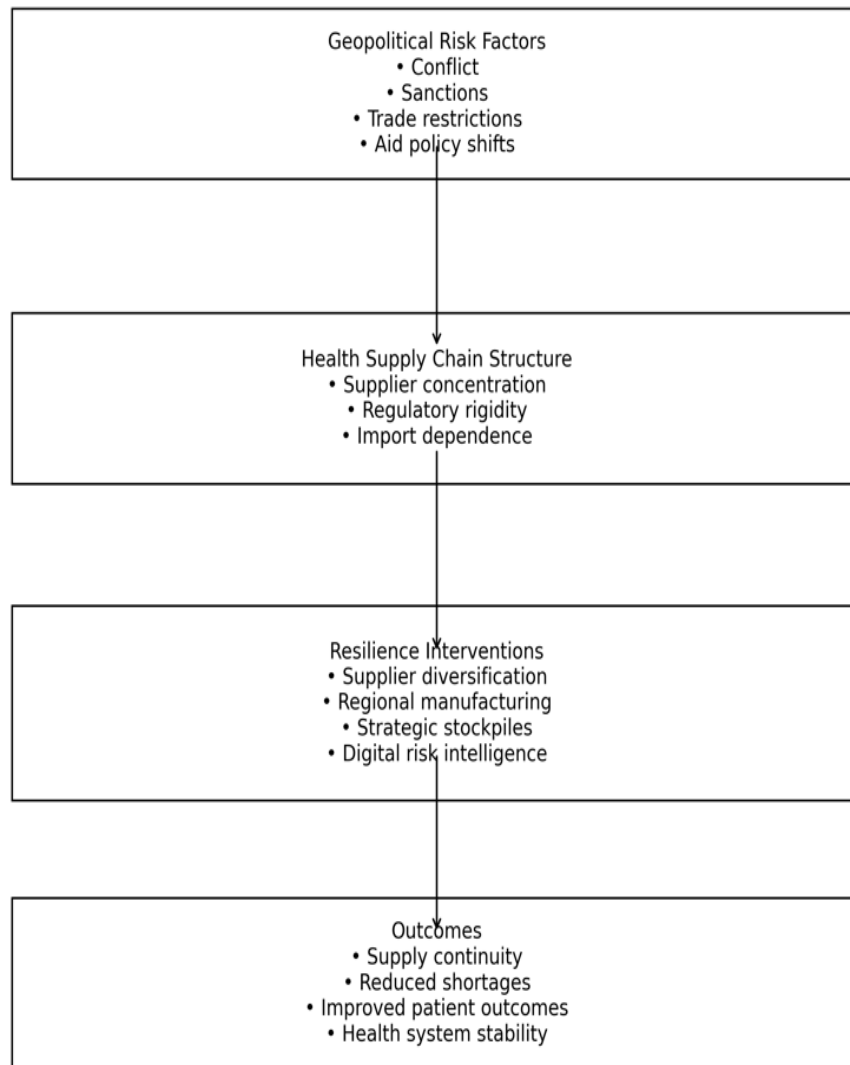 Geopolitical Risk Factors
• Conflict
• Sanctions
• Trade restrictions
• Aid policy shifts
Health Supply Chain Structure
• Supplier concentration
• Regulatory rigidity
• Import dependence
Resilience Interventions
• Supplier diversification
• Regional manufacturing
• Strategic stockpiles
• Digital risk intelligence
Outcomes
• Supply continuity
• Reduced shortages
• Improved patient outcomes
• Health system stability